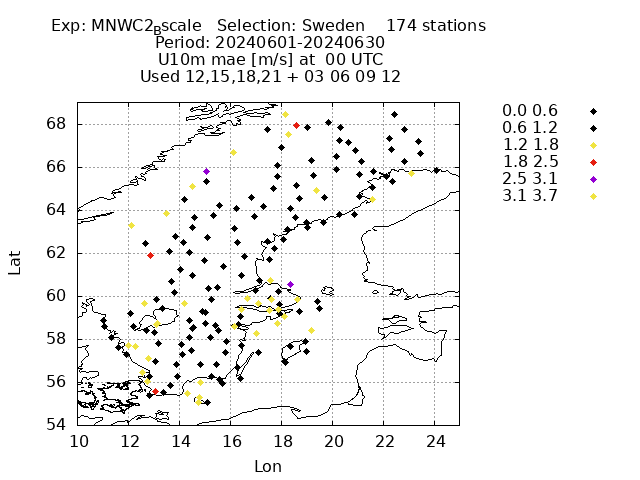 Exp: MNWC2_Bscale Selection: Sweden 174 stations
Period: 20240601-20240630
U10m mae [m/s] at 00 UTC
Used 12,15,18,21 + 03 06 09 12
0.0 0.6
0.6 1.2
1.2 1.8
1.8 2.5
2.5 3.1
3.1 3.7
68
66
64
62
60
58
56
54
Lat
10 12 14 16 18 20 22 24
Lon